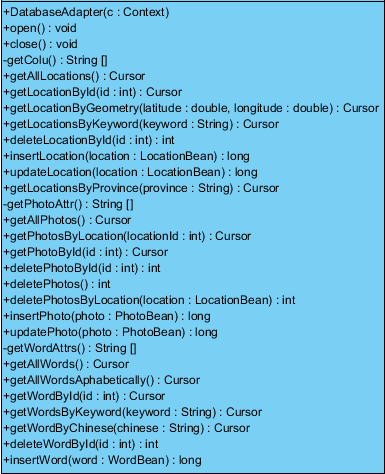 +DatabaseAdapter(c : Context)
+open() : void
+close() : void
-getColu() : String []
+getAllLocations() : Cursor
+getLocationById(id : int) : Cursor
+getLocationByGeometry(latitude : double, longitude : double) : Cursor
+getLocationsByKeyword(keyword : String) : Cursor
+deleteLocationById(id : int) : int
+insertLocation(location : LocationBean) : long
+updateLocation(location : LocationBean) : long
+getLocationsByProvince(province : String) : Cursor
-getPhotoAttr() : String []
+getAllPhotos() : Cursor
+getPhotosByLocation(locationId : int) : Cursor
+getPhotoById(id : int) : Cursor
+deletePhotoById(id : int) : int
+deletePhotos() : int
+deletePhotosByLocation(location : LocationBean) : int
+insertPhoto(photo : PhotoBean) : long
+updatePhoto(photo : PhotoBean) : long
-getWordAttrs() : String []
+getAllWords() : Cursor
+getAllWordsAphabetically() : Cursor
+getWordById(id : int) : Cursor
+getWordsByKeyword(keyword : String) : Cursor
+getWordByChinese(chinese : String) : Cursor
+deleteWordById(id : int) : int
+insertWord(word : WordBean) : long